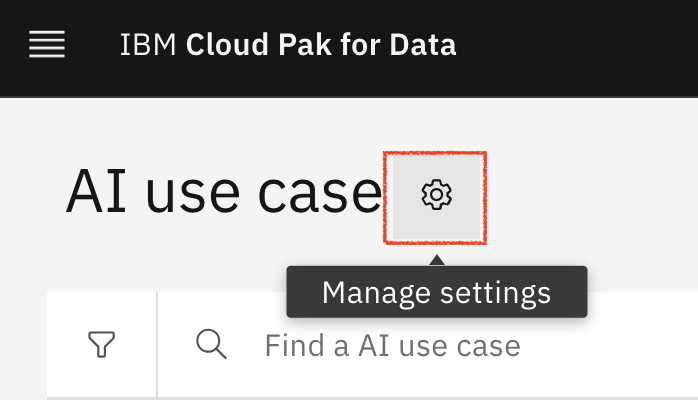 IBM Cloud Pak for Data
AI use case
Manage settings
Find a AI use case